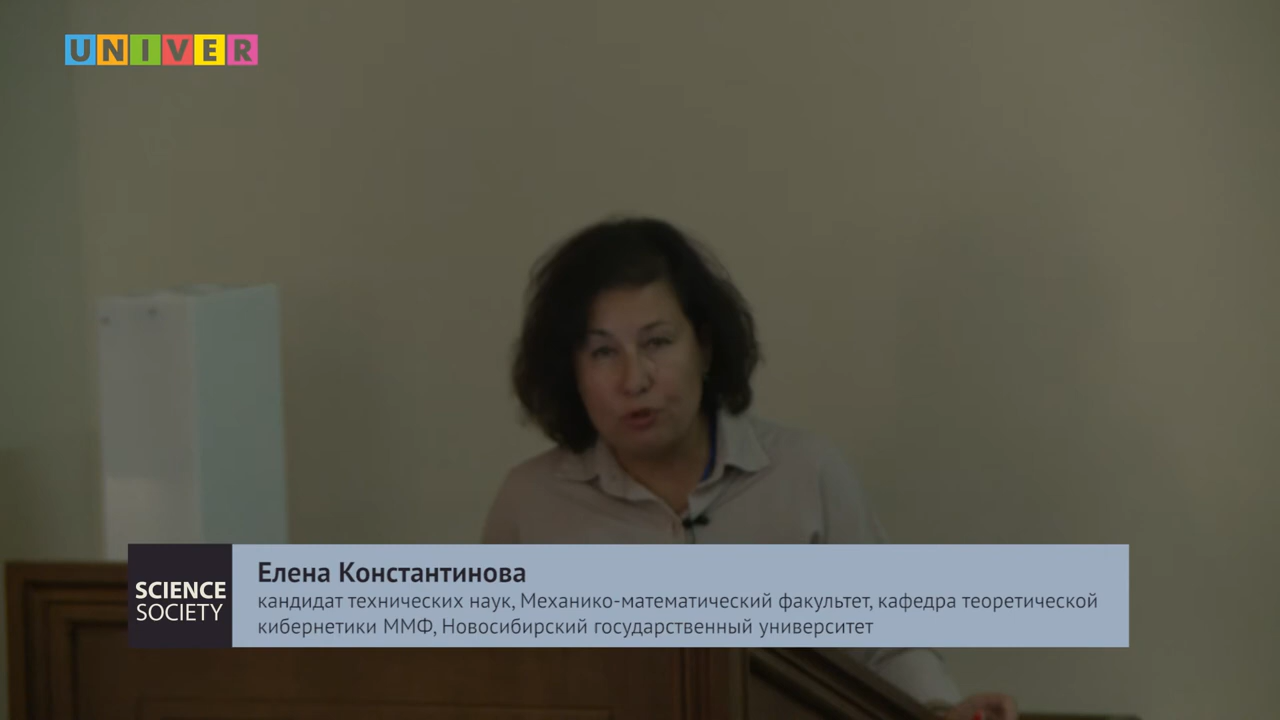 UNIVER
SCIENCE
SOCIETY
Елена Константинова
кандидат технических наук, Механико-математический факультет, кафедра теоретической
кибернетики ММФ, Новосибирский государственный университет